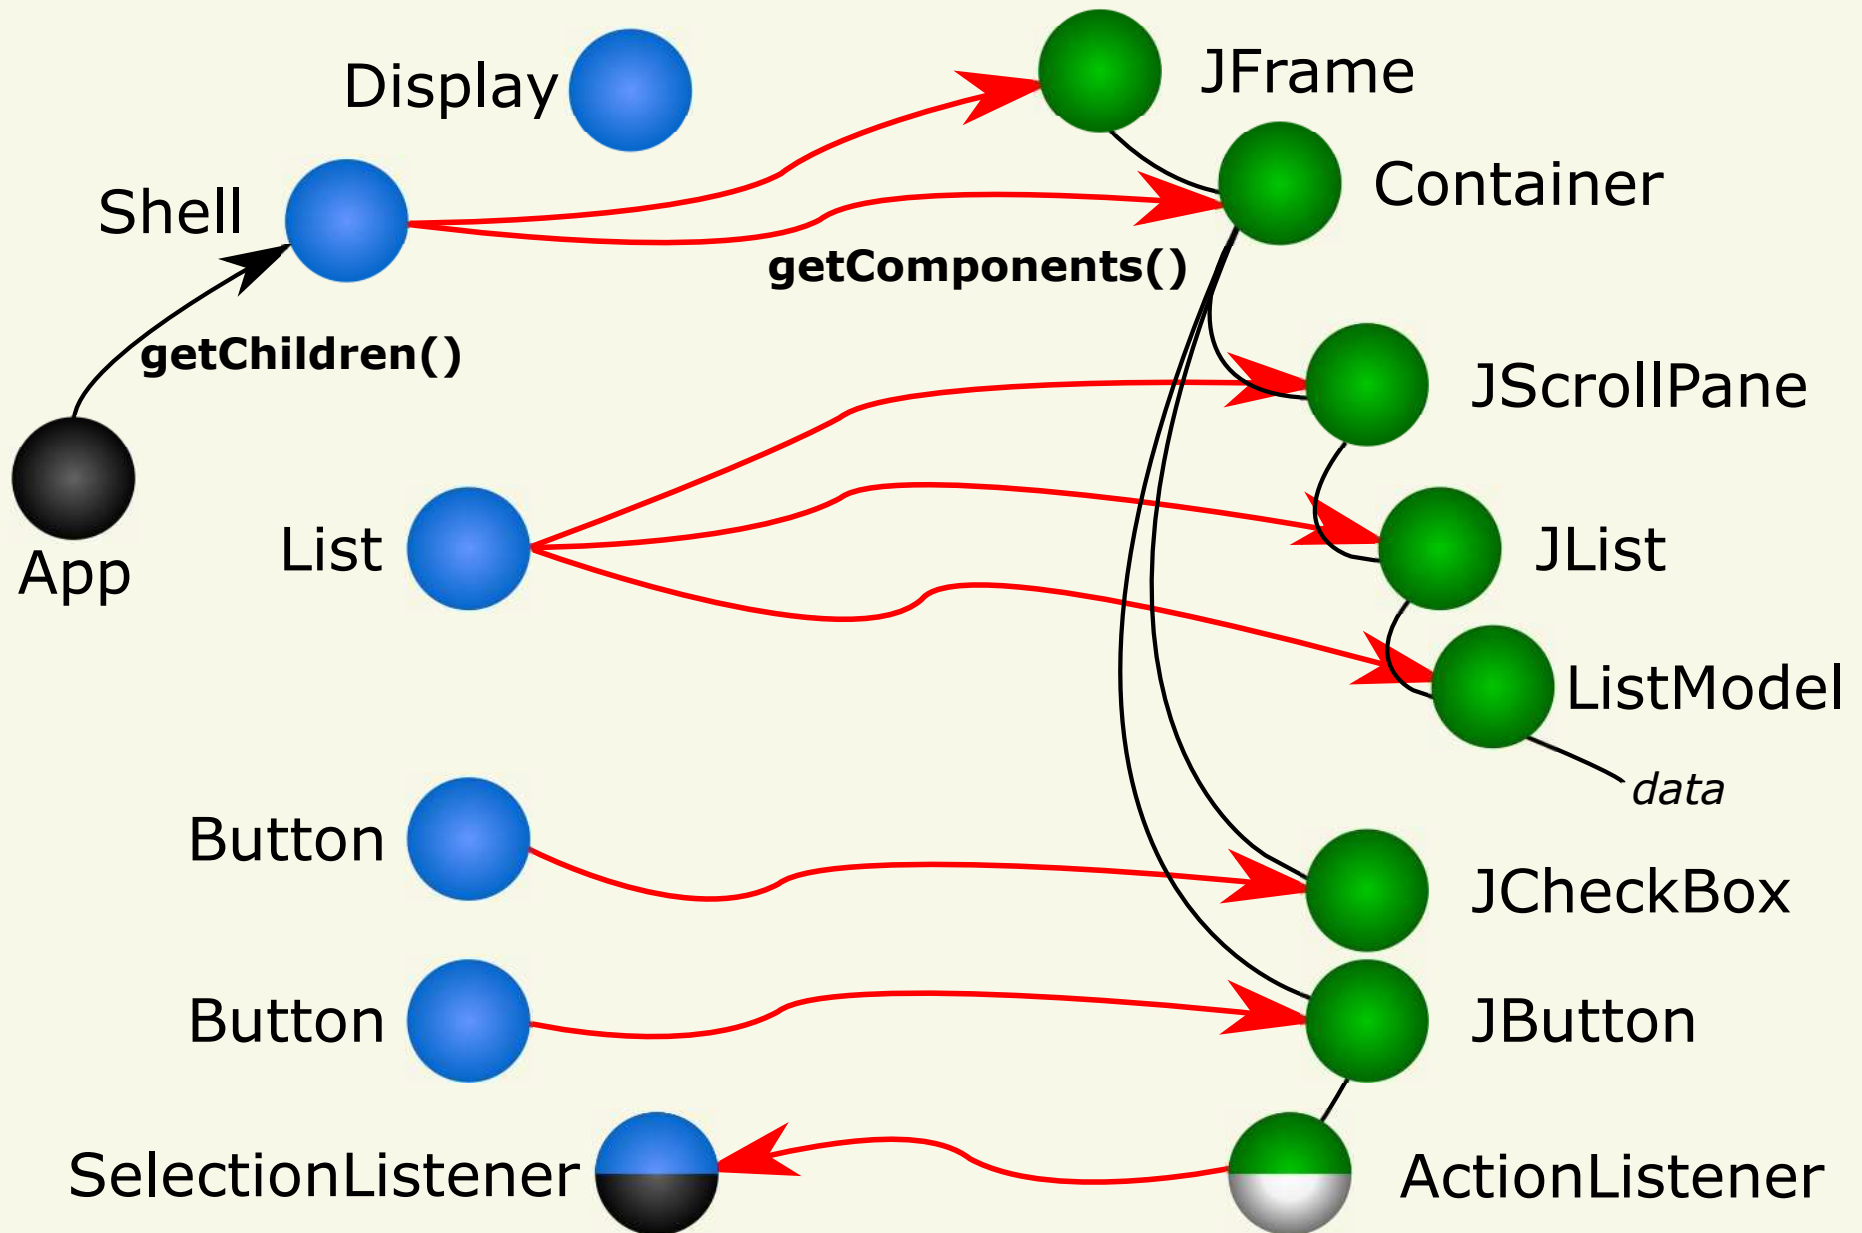 Display
JFrame
Shell
Container
getComponents()
getChildren()
JScrollPane
List
JList
App
ListModel
data
Button
JCheckBox
Button
JButton
SelectionListener
ActionListener